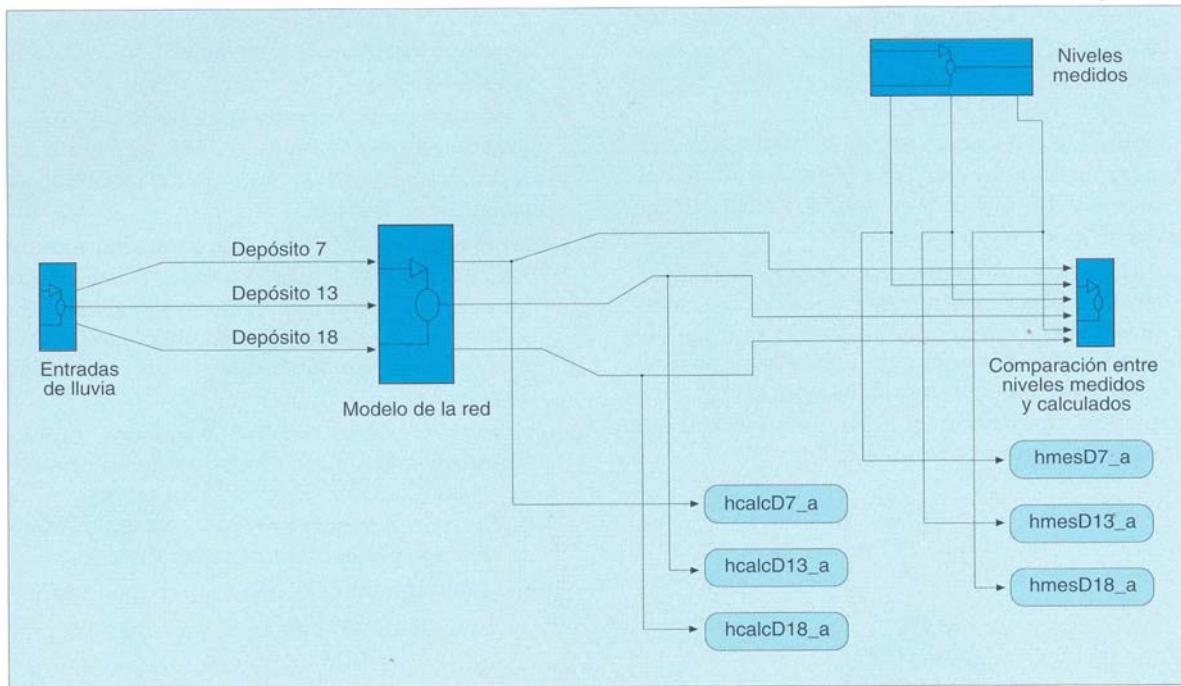 Niveles
medidos
Depósito 7
Depósito 13
Depósito 18
Entradas
de lluvia
Modelo de la red
Comparación entre
niveles medidos
y calculados
hmesD7_a
hcalcD7_a
hmesD13_a
hcalcD13_a
hmesD18_a
hcalcD18_a